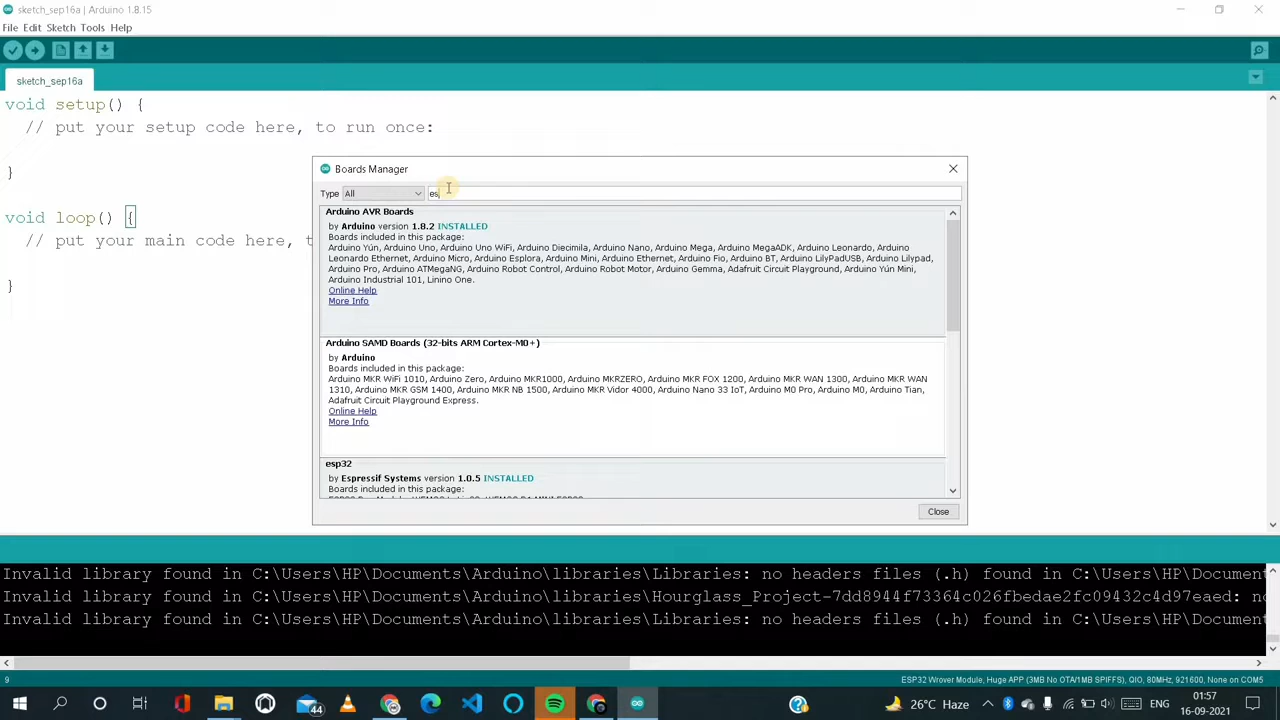 sketch_sep16a | Arduino 1.8.15
File Edit Sketch Tools Help
sketch_sep16a
void setup() {
// put your setup code here, to run once:
}
void loop() {
// put your main code here, t
}
Boards Manager
Type All es
Arduino AVR Boards
by Arduino version 1.8.2 INSTALLED
Boards included in this package:
Arduino Yún, Arduino Uno, Arduino Uno WiFi, Arduino Diecimila, Arduino Nano, Arduino Mega, Arduino MegaADK, Arduino Leonardo, Arduino
Leonardo Ethernet, Arduino Micro, Arduino Esplora, Arduino Mini, Arduino Ethernet, Arduino Fio, Arduino BT, Arduino LilyPadUSB, Arduino Lilypad,
Arduino Pro, Arduino ATMegaNG, Arduino Robot Control, Arduino Robot Motor, Arduino Gemma, Adafruit Circuit Playground, Arduino Yún Mini,
Arduino Industrial 101, Linino One.
Online Help
More Info
Arduino SAMD Boards (32-bits ARM Cortex-M0+)
by Arduino
Boards included in this package:
Arduino MKR WiFi 1010, Arduino Zero, Arduino MKR1000, Arduino MKRZERO, Arduino MKR FOX 1200, Arduino MKR WAN 1300, Arduino MKR WAN
1310, Arduino MKR GSM 1400, Arduino MKR NB 1500, Arduino MKR Vidor 4000, Arduino Nano 33 IoT, Arduino M0 Pro, Arduino M0, Arduino Tian,
Adafruit Circuit Playground Express.
Online Help
More Info
esp32
by Espressif Systems version 1.0.5 INSTALLED
Boards included in this package:
Close
Invalid library found in C:\Users\HP\Documents\Arduino\libraries\Libraries: no headers files (.h) found in C:\Users\HP\Document
Invalid library found in C:\Users\HP\Documents\Arduino\libraries\Hourglass_Project-7dd8944f73364c026fbedae2fc09432c4d97eaed: no
Invalid library found in C:\Users\HP\Documents\Arduino\libraries\Libraries: no headers files (.h) found in C:\Users\HP\Document
9 ESP32 Wrover Module, Huge APP (3MB No OTA/1MB SPIFFS), QIO, 80MHz, 921600, None on COM5
44 26°C Haze ENG 01:57
16-09-2021